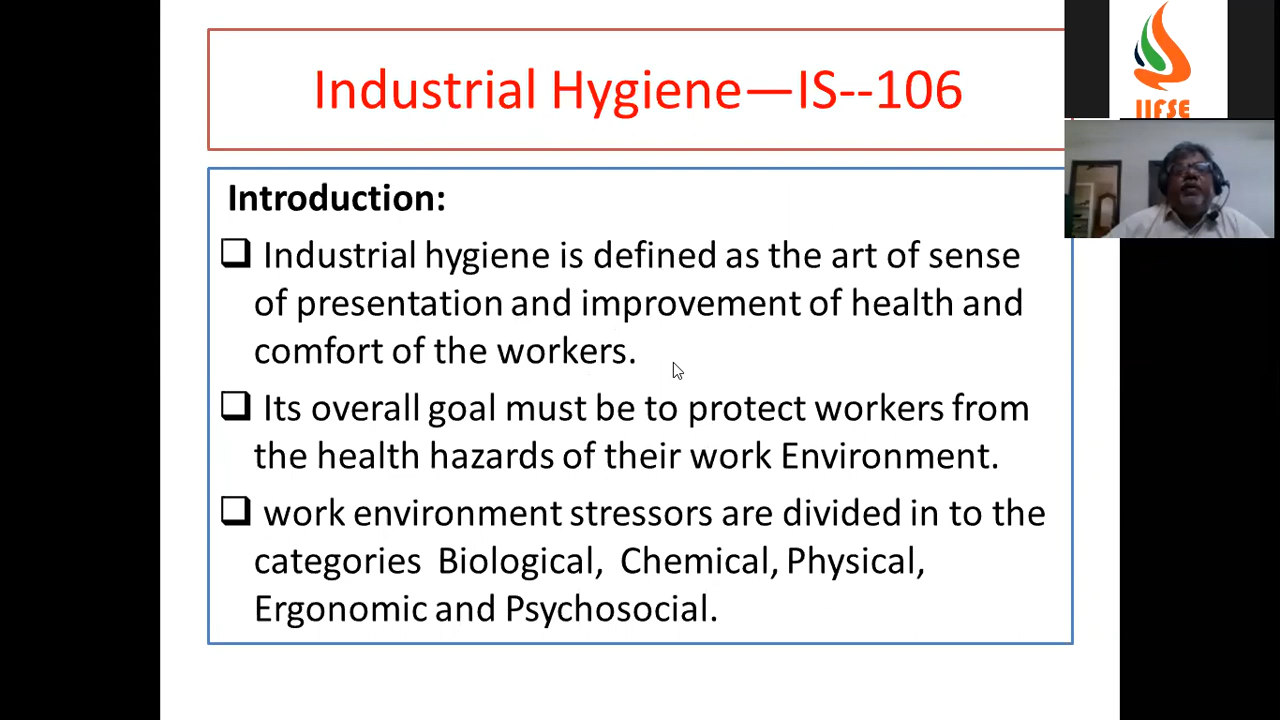 Industrial Hygiene—IS--106
IIFSE
Introduction:
Industrial hygiene is defined as the art of sense
of presentation and improvement of health and
comfort of the workers.
Its overall goal must be to protect workers from
the health hazards of their work Environment.
work environment stressors are divided in to the
categories Biological, Chemical, Physical,
Ergonomic and Psychosocial.